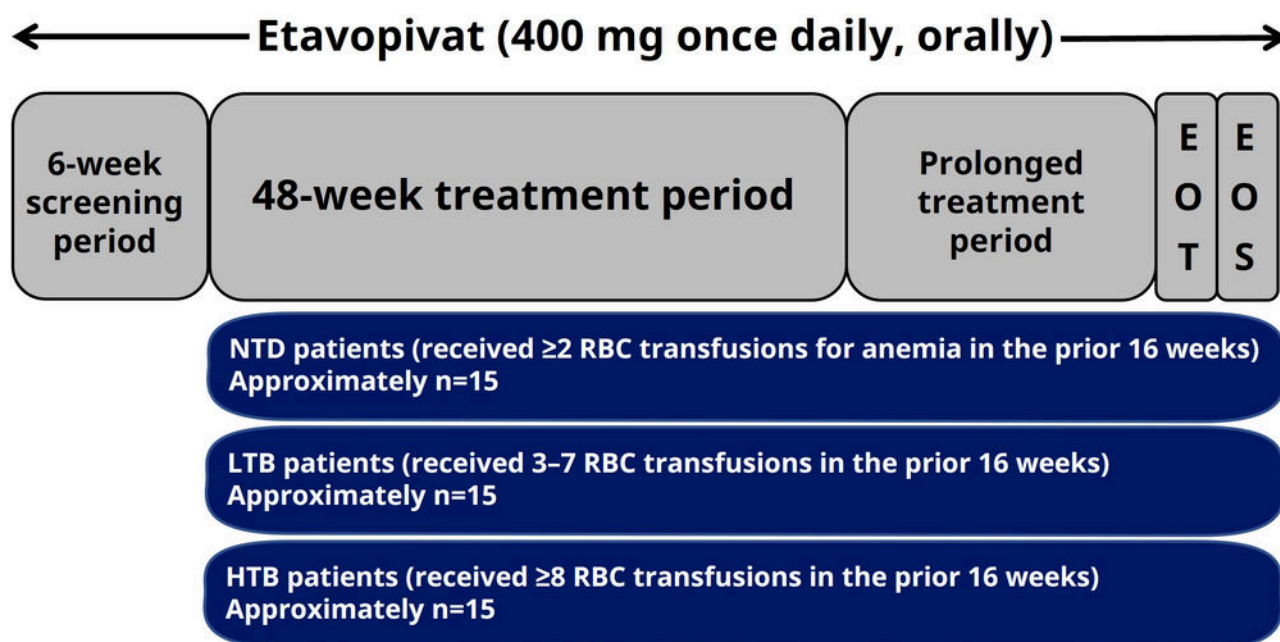 Etavopivat (400 mg once daily, orally)
6-week
screening
period
48-week treatment period
Prolonged
treatment
period
E
O
T
E
O
S
NTD patients (received ≥2 RBC transfusions for anemia in the prior 16 weeks)
Approximately n=15
LTB patients (received 3–7 RBC transfusions in the prior 16 weeks)
Approximately n=15
HTB patients (received ≥8 RBC transfusions in the prior 16 weeks)
Approximately n=15